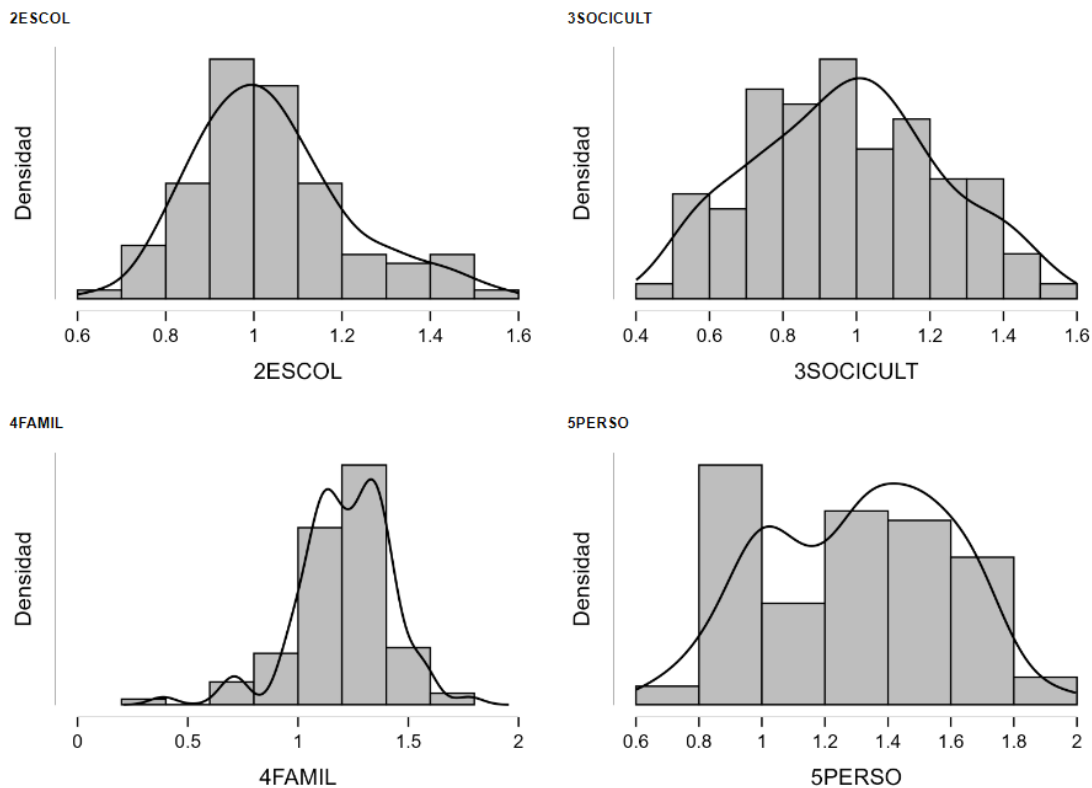 2ESCOL
Densidad
0.6 0.8 1 1.2 1.4 1.6
2ESCOL
3SOCICULT
Densidad
0.4 0.6 0.8 1 1.2 1.4 1.6
3SOCICULT
4FAMIL
Densidad
0 0.5 1 1.5 2
4FAMIL
5PERSO
Densidad
0.6 0.8 1 1.2 1.4 1.6 1.8 2
5PERSO